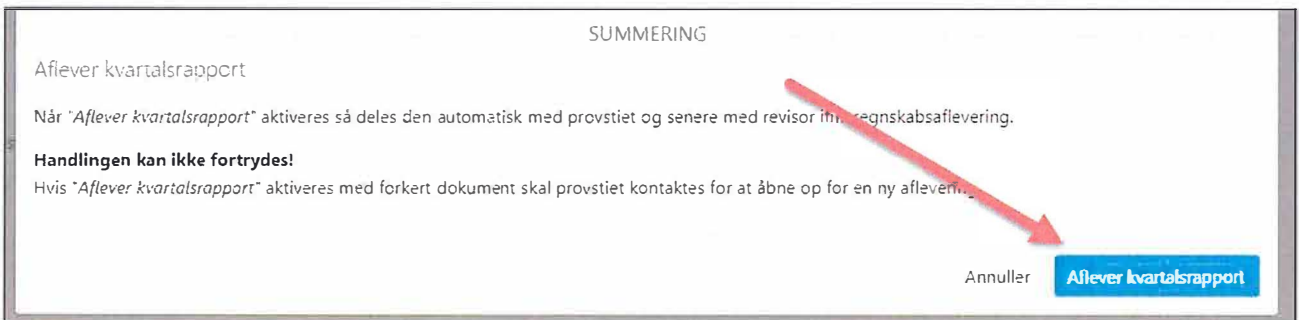 SUMMERING
Aflever kvartalsrapport
Når "Aflever kvartalsrapport" aktiveres så deles den automatisk med provstiet og senere med revisor ifm. regnskabsaflevering.
Handlingen kan ikke fortrydes!
Hvis "Aflever kvartalsrapport" aktiveres med forkert dokument skal provstiet kontaktes for at åbne op for en ny aflevering
Annuller Aflever kvartalsrapport